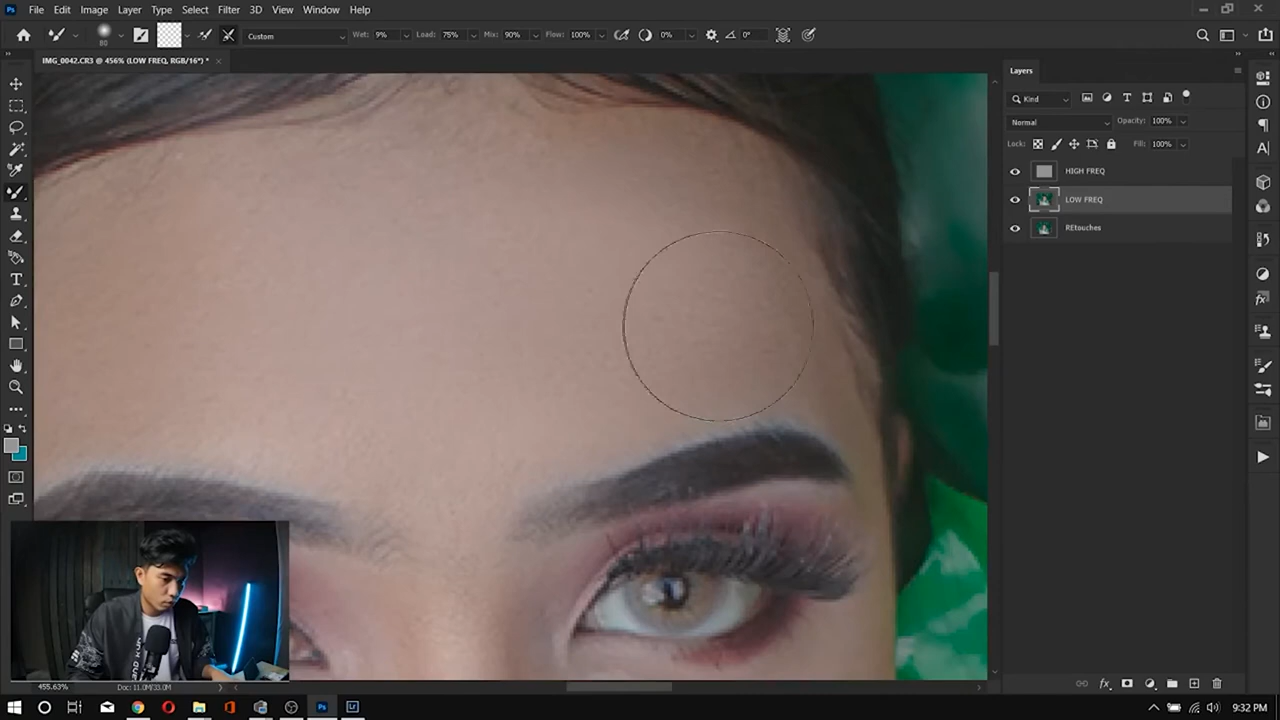 Ps File Edit Image Layer Type Select Filter 3D View Window Help
80 Custom Wet: 9% Load: 75% Mix: 90% Flow: 100% 0% 0°
IMG_0042.CR3 @ 456% (LOW FREQ, RGB/16*) *
Layers
Kind
Normal Opacity: 100%
Lock: Fill: 100%
HIGH FREQ
LOW FREQ
REtouches
455.63% Doc: 11.0M/33.0M
9:32 PM